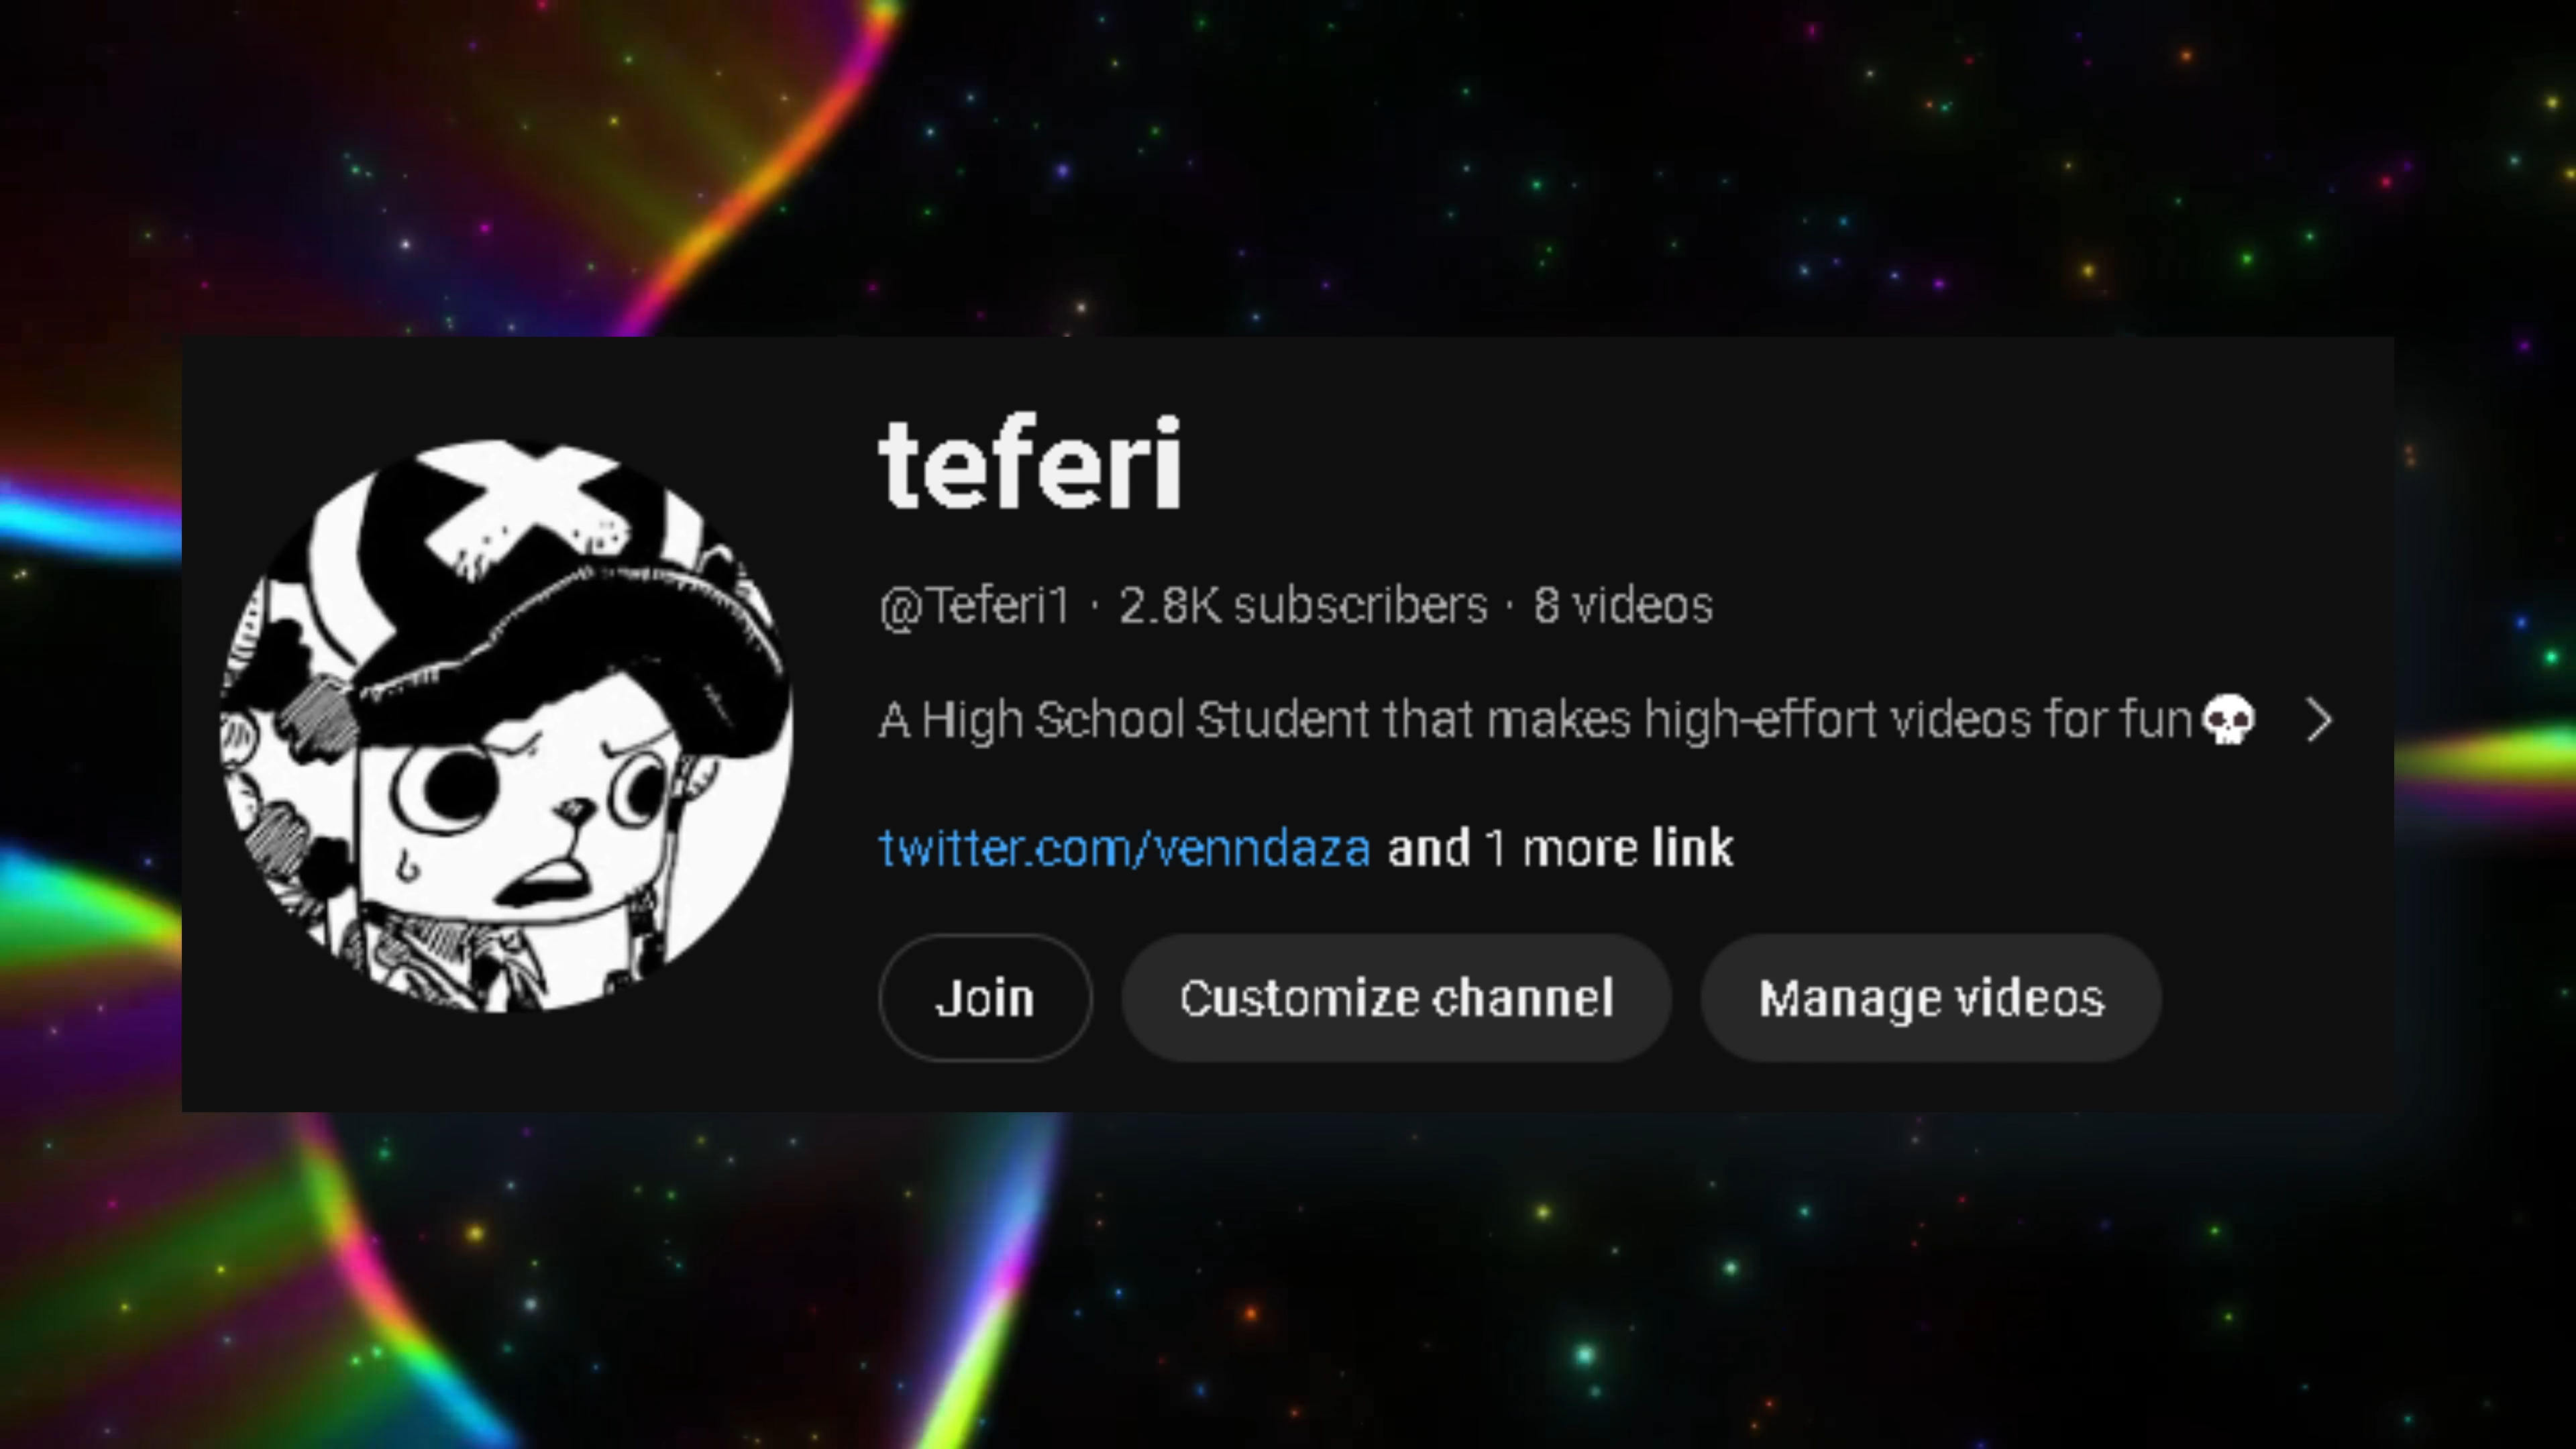 teferi
@Teferi1 · 2.8K subscribers · 8 videos
A High School Student that makes high-effort videos for fun💀
twitter.com/venndaza and 1 more link
Join
Customize channel
Manage videos